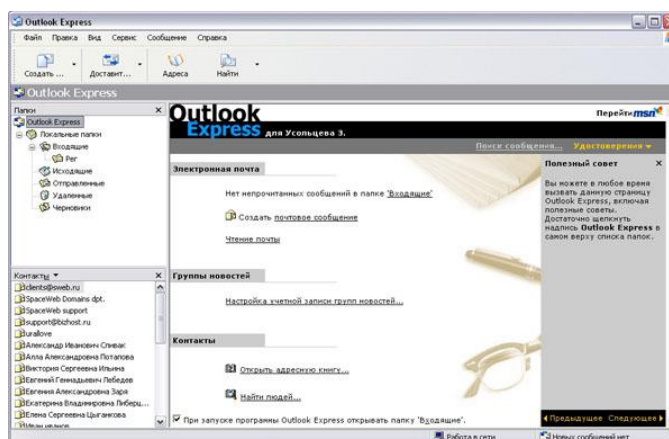 Outlook Express
Файл Правка Вид Сервис Сообщение Справка
Создать ... Доставит... Адреса Найти
Outlook Express
Папки
Outlook Express
Локальные папки
Входящие
Рег
Исходящие
Отправленные
Удаленные
Черновики
Контакты
clients@sweb.ru
SpaceWeb Domains dpt.
SpaceWeb support
support@bizhost.ru
urallove
Александр Иванович Спивак
Алла Александровна Потапова
Виктория Сергеевна Ильина
Евгений Геннадьевич Лебедев
Евгения Александровна Заря
Екатерина Владимировна Либерц...
Елена Сергеевна Цыганкова
Outlook
Express для Усольцева З.
Перейти msn
Поиск сообщения... Удостоверения
Электронная почта
Нет непрочитанных сообщений в папке 'Входящие'
Создать почтовое сообщение
Чтение почты
Группы новостей
Настройка учетной записи групп новостей...
Контакты
Открыть адресную книгу...
Найти людей...
При запуске программы Outlook Express открывать папку 'Входящие'.
Полезный совет
Вы можете в любое время
вызвать данную страницу
Outlook Express, включая
полезные советы.
Достаточно щелкнуть
надпись Outlook Express в
самом верху списка папок.
Предыдущее Следующее
Работа в сети
Новых сообщений нет